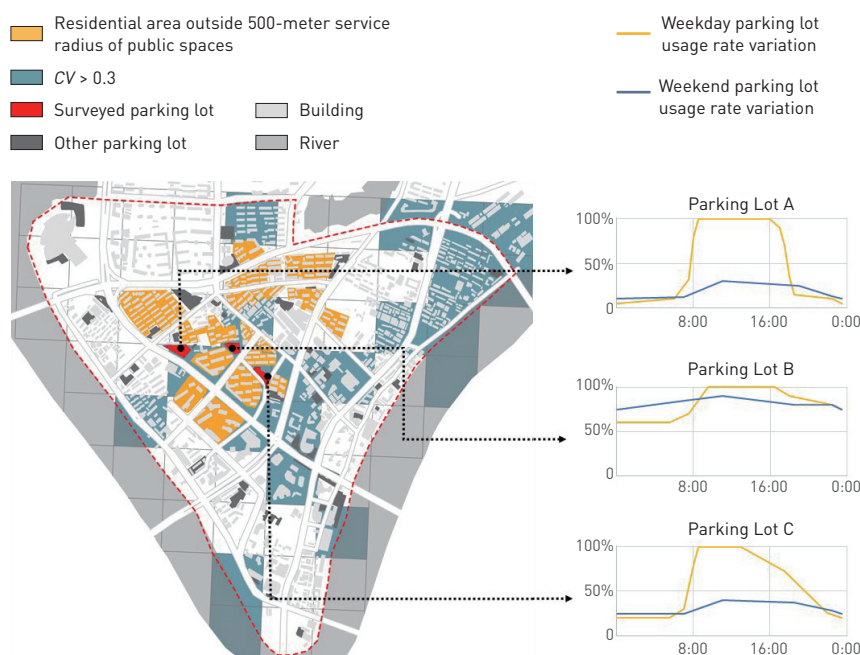 Residential area outside 500-meter service
radius of public spaces
CV > 0.3
Surveyed parking lot
Building
Other parking lot
River
Weekday parking lot
usage rate variation
Weekend parking lot
usage rate variation
Parking Lot A
100%
50%
0
8:00 16:00 0:00
Parking Lot B
100%
50%
0
8:00 16:00 0:00
Parking Lot C
100%
50%
0
8:00 16:00 0:00